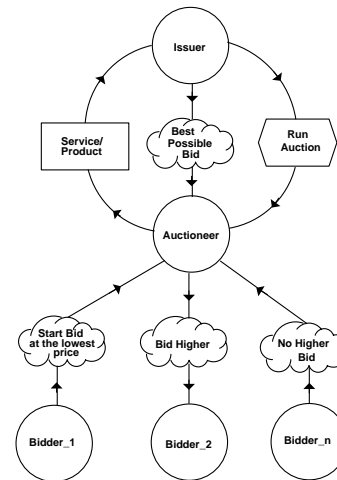 Issuer
Service/
Product
Best
Possible
Bid
Run
Auction
Auctioneer
Start Bid
at the lowest
price
Bid Higher
No Higher
Bid
Bidder_1
Bidder_2
Bidder_n